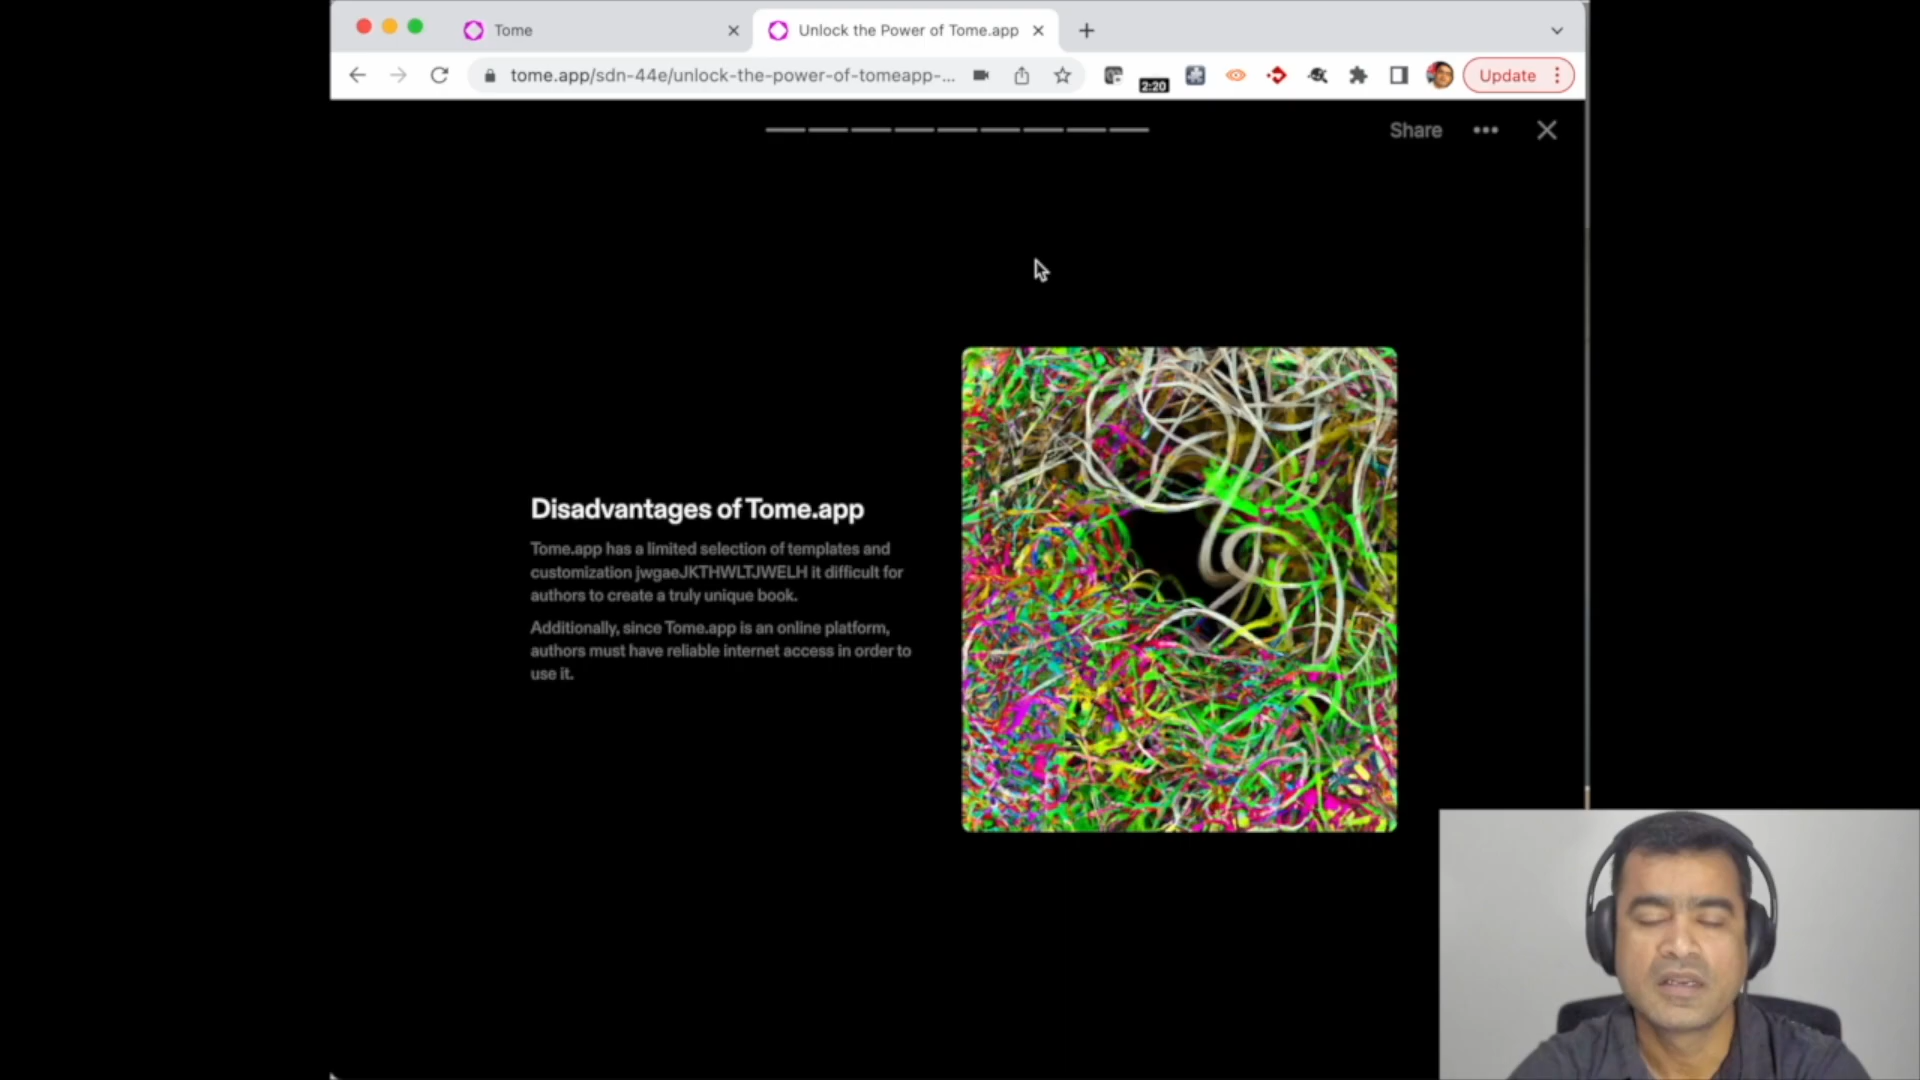 Tome
Unlock the Power of Tome.app
tome.app/sdn-44e/unlock-the-power-of-tomeapp-...
2:20
Update
Share
Disadvantages of Tome.app
Tome.app has a limited selection of templates and
customization jwgaeJKTHWLTJWELH it difficult for
authors to create a truly unique book.
Additionally, since Tome.app is an online platform,
authors must have reliable internet access in order to
use it.